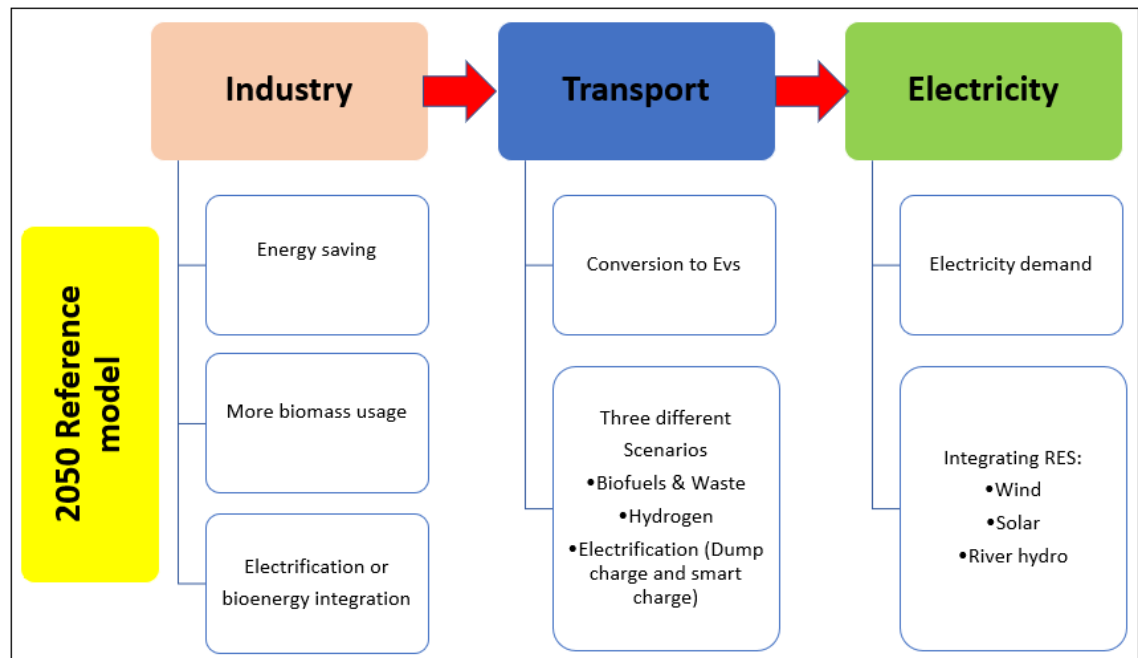 Industry
Transport
Electricity
2050 Reference
model
Energy saving
More biomass usage
Electrification or
bioenergy integration
Conversion to Evs
Three different
Scenarios
•Biofuels & Waste
•Hydrogen
•Electrification (Dump
charge and smart
charge)
Electricity demand
Integrating RES:
•Wind
•Solar
•River hydro